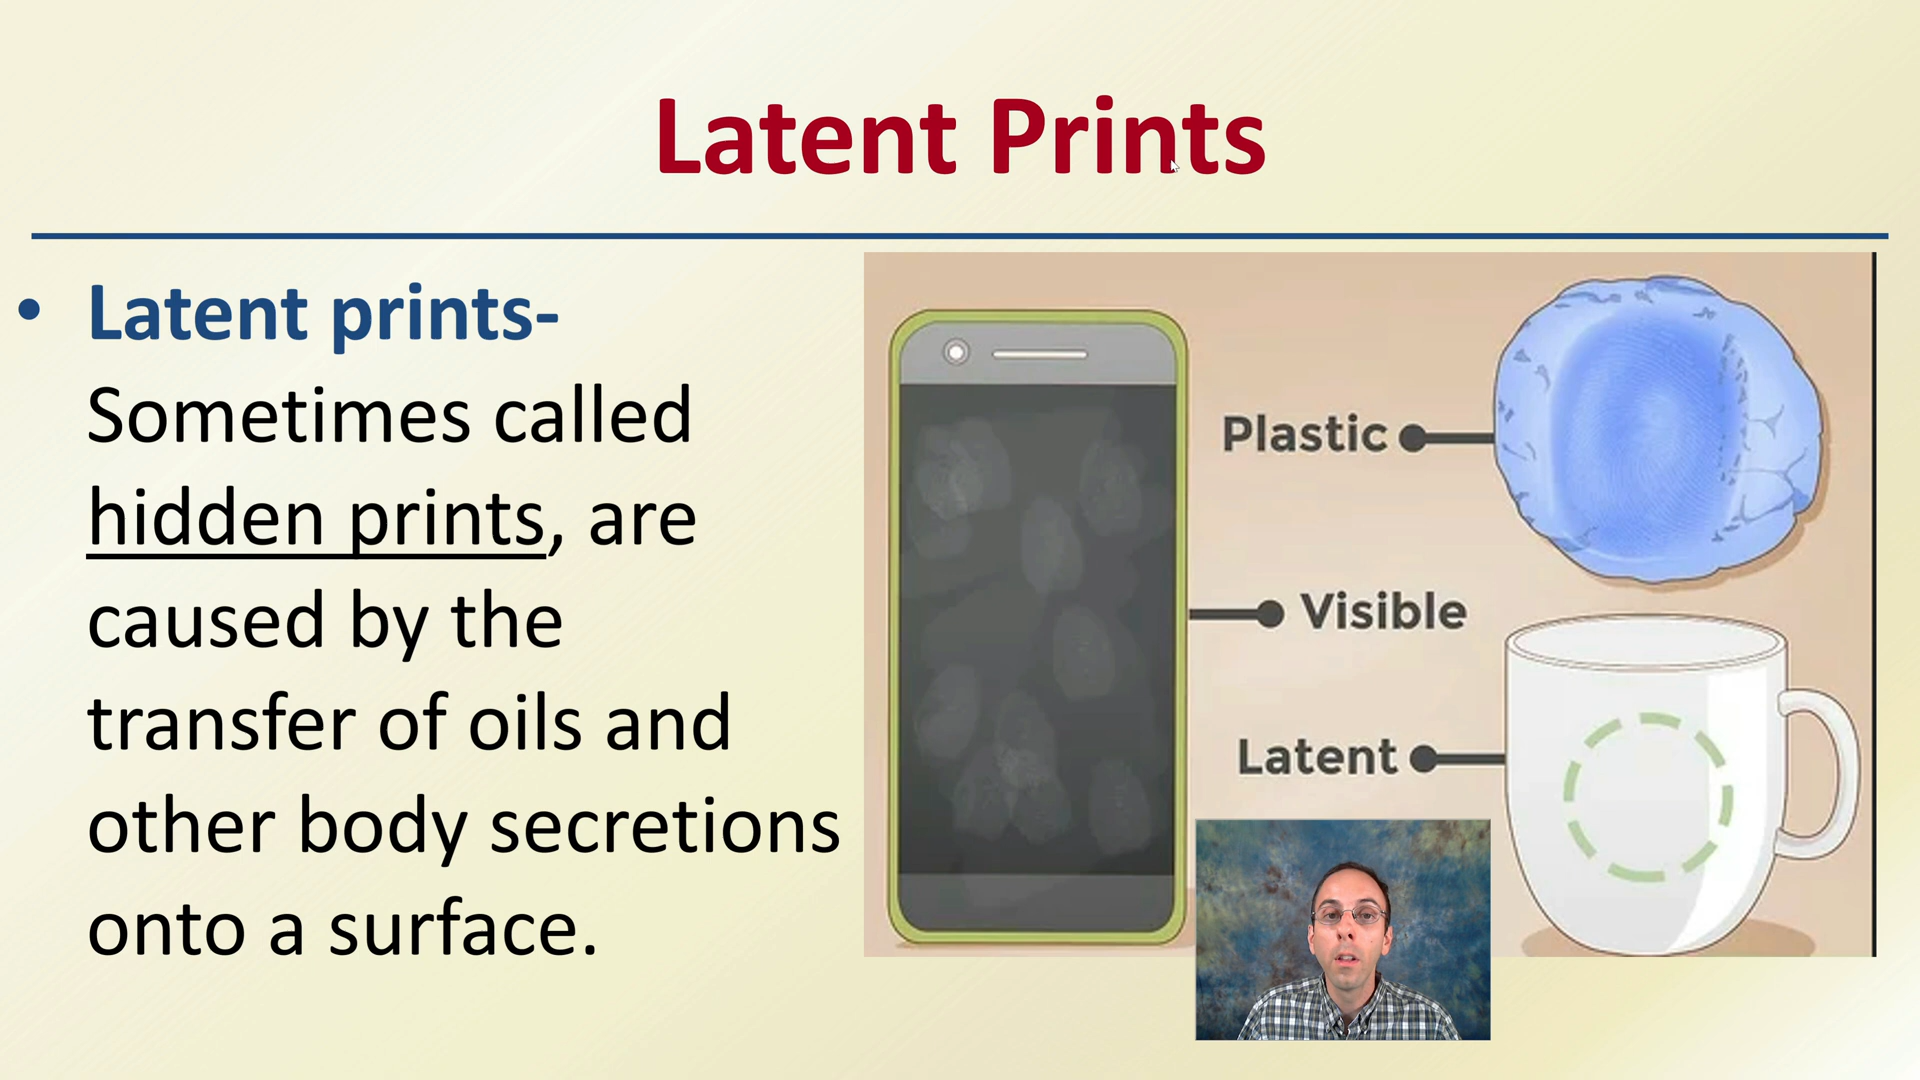 Latent Prints
• Latent prints-
Sometimes called
hidden prints, are
caused by the
transfer of oils and
other body secretions
onto a surface.
Plastic
Visible
Latent